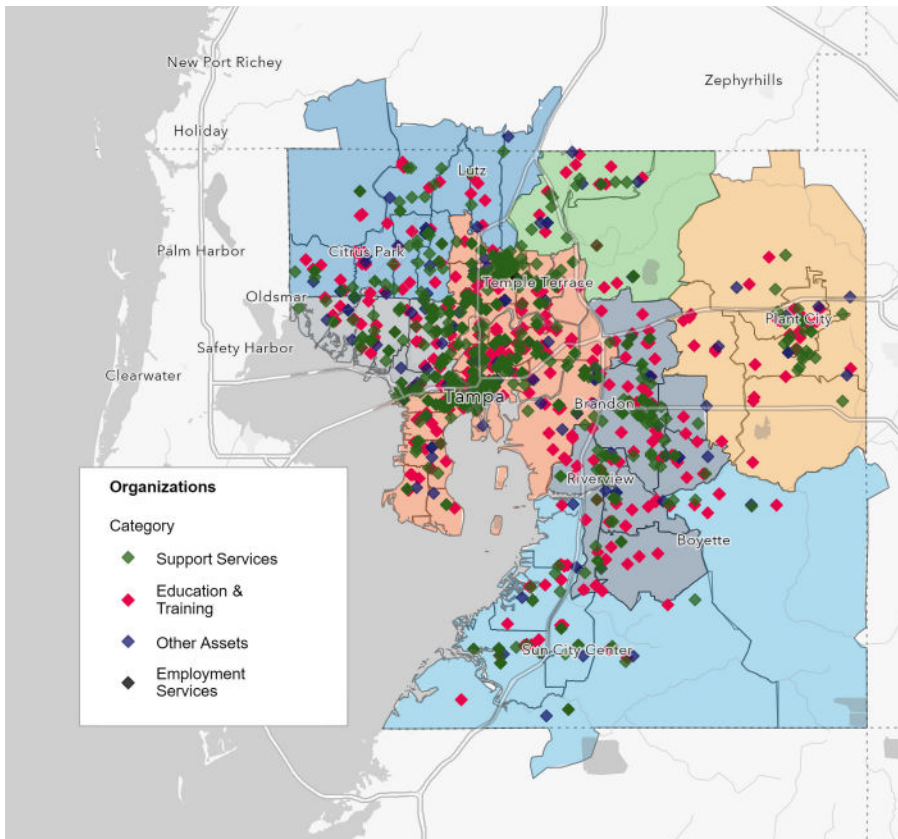 New Port Richey
Zephyrhills
Holiday
Lutz
Palm Harbor
Citrus Park
Temple Terrace
Oldsmar
Plant City
Safety Harbor
Clearwater
Tampa
Brandon
Riverview
Boyette
Sun City Center
Organizations
Category
Support Services
Education &
Training
Other Assets
Employment
Services